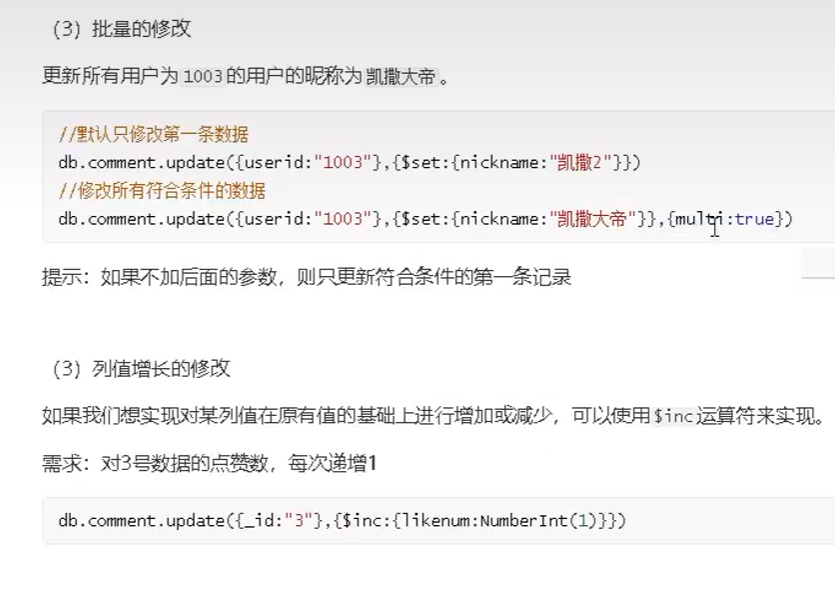 （3）批量的修改
更新所有用户为1003的用户的昵称为凯撒大帝。
//默认只修改第一条数据
db.comment.update({userid:"1003"},{$set:{nickname:"凯撒2"}})
//修改所有符合条件的数据
db.comment.update({userid:"1003"},{$set:{nickname:"凯撒大帝"}},{multi:true})
提示：如果不加后面的参数，则只更新符合条件的第一条记录
（3）列值增长的修改
如果我们想实现对某列值在原有值的基础上进行增加或减少，可以使用$inc运算符来实现。
需求：对3号数据的点赞数，每次递增1
db.comment.update({_id:"3"},{$inc:{likenum:NumberInt(1)}})